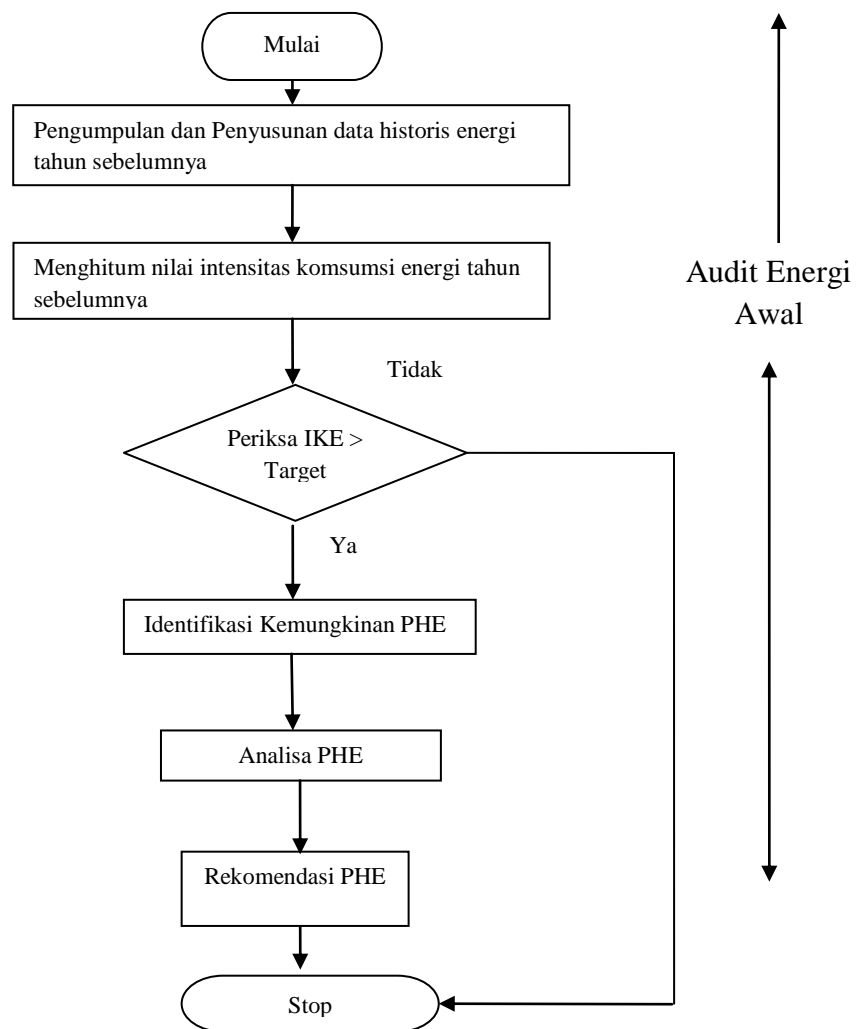 Mulai
Pengumpulan dan Penyusunan data historis energi
tahun sebelumnya
Menghitum nilai intensitas komsumsi energi tahun
sebelumnya
Audit Energi
Awal
Tidak
Periksa IKE >
Target
Ya
Identifikasi Kemungkinan PHE
Analisa PHE
Rekomendasi PHE
Stop